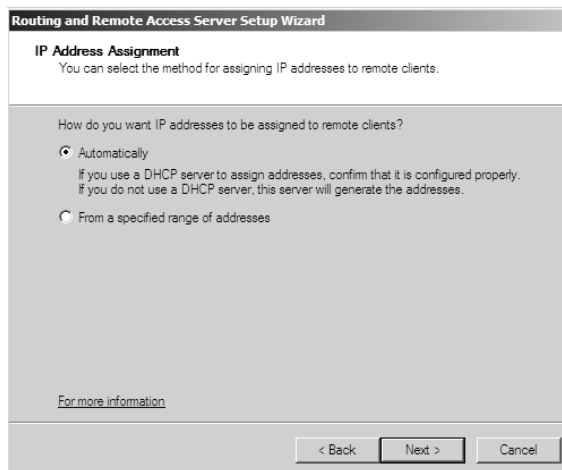 Routing and Remote Access Server Setup Wizard
IP Address Assignment
You can select the method for assigning IP addresses to remote clients.
How do you want IP addresses to be assigned to remote clients?
Automatically
If you use a DHCP server to assign addresses, confirm that it is configured properly.
If you do not use a DHCP server, this server will generate the addresses.
From a specified range of addresses
For more information
< Back Next > Cancel